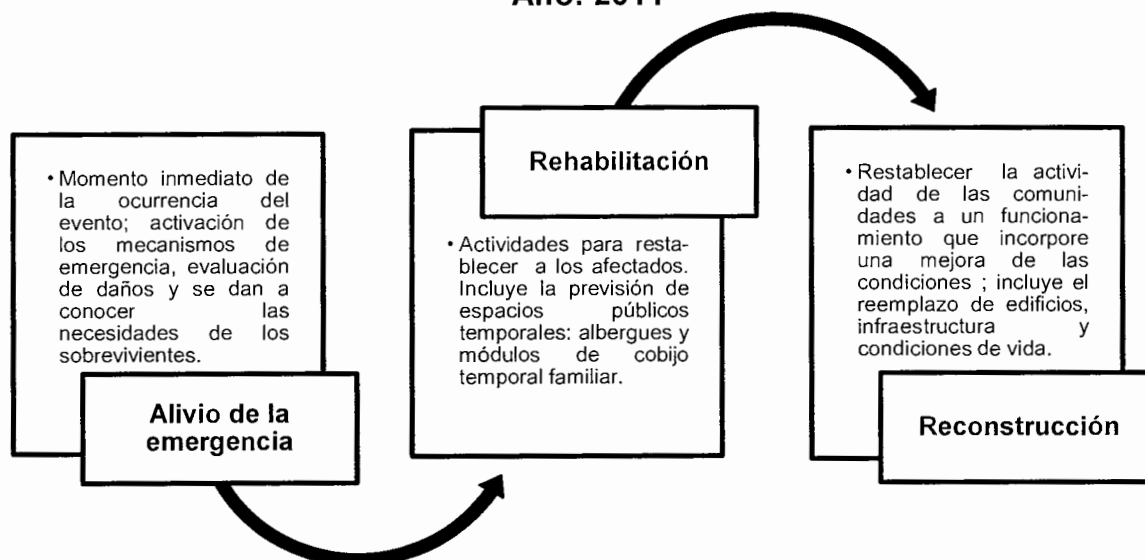 • Momento inmediato de
la ocurrencia del
evento; activación de
los mecanismos de
emergencia, evaluación
de daños y se dan a
conocer las
necesidades de los
sobrevivientes.
Alivio de la
emergencia
Rehabilitación
• Actividades para resta-
blecer a los afectados.
Incluye la previsión de
espacios públicos
temporales: albergues y
módulos de cobijo
temporal familiar.
• Restablecer la activi-
dad de las comuni-
dades a un funciona-
miento que incorpore
una mejora de las
condiciones ; incluye el
reemplazo de edificios,
infraestructura y
condiciones de vida.
Reconstrucción